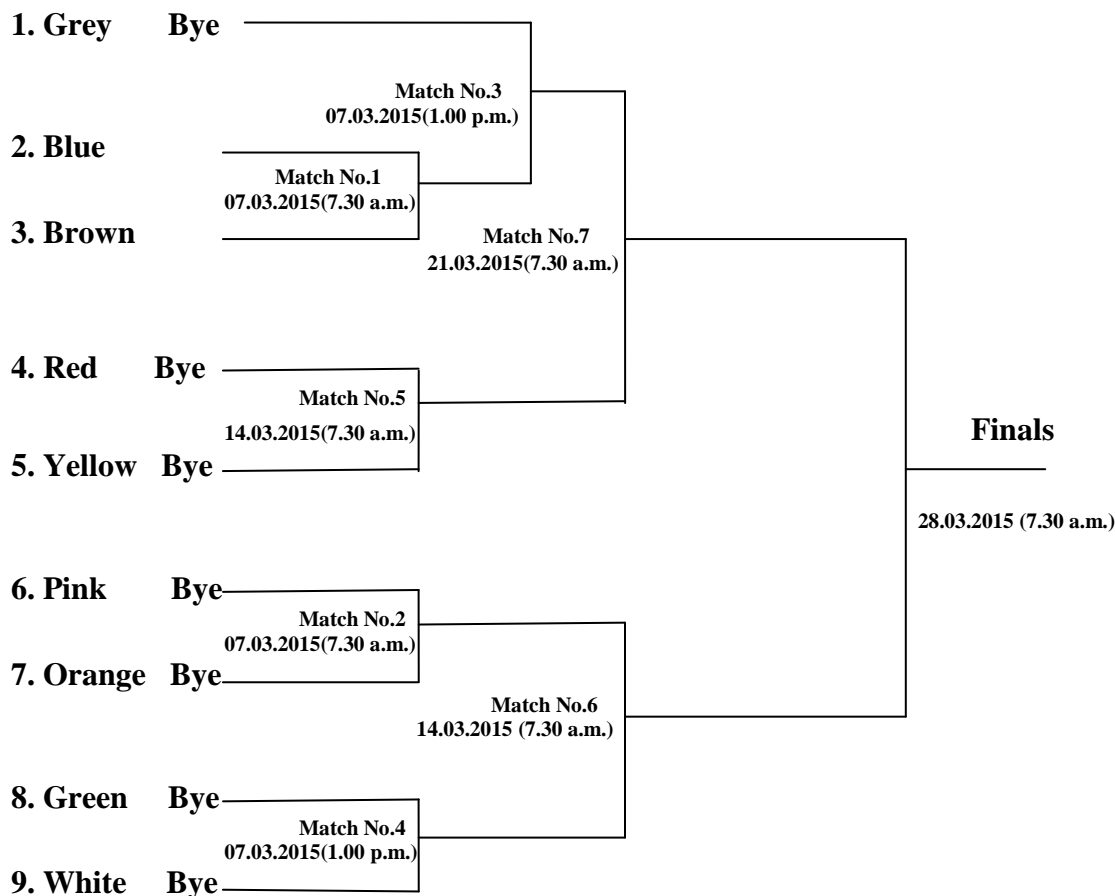 1. Grey Bye
Match No.3
07.03.2015(1.00 p.m.)
2. Blue
Match No.1
07.03.2015(7.30 a.m.)
3. Brown
Match No.7
21.03.2015(7.30 a.m.)
4. Red Bye
Match No.5
14.03.2015(7.30 a.m.)
Finals
5. Yellow Bye
28.03.2015 (7.30 a.m.)
6. Pink Bye
Match No.2
07.03.2015(7.30 a.m.)
7. Orange Bye
Match No.6
14.03.2015 (7.30 a.m.)
8. Green Bye
Match No.4
07.03.2015(1.00 p.m.)
9. White Bye